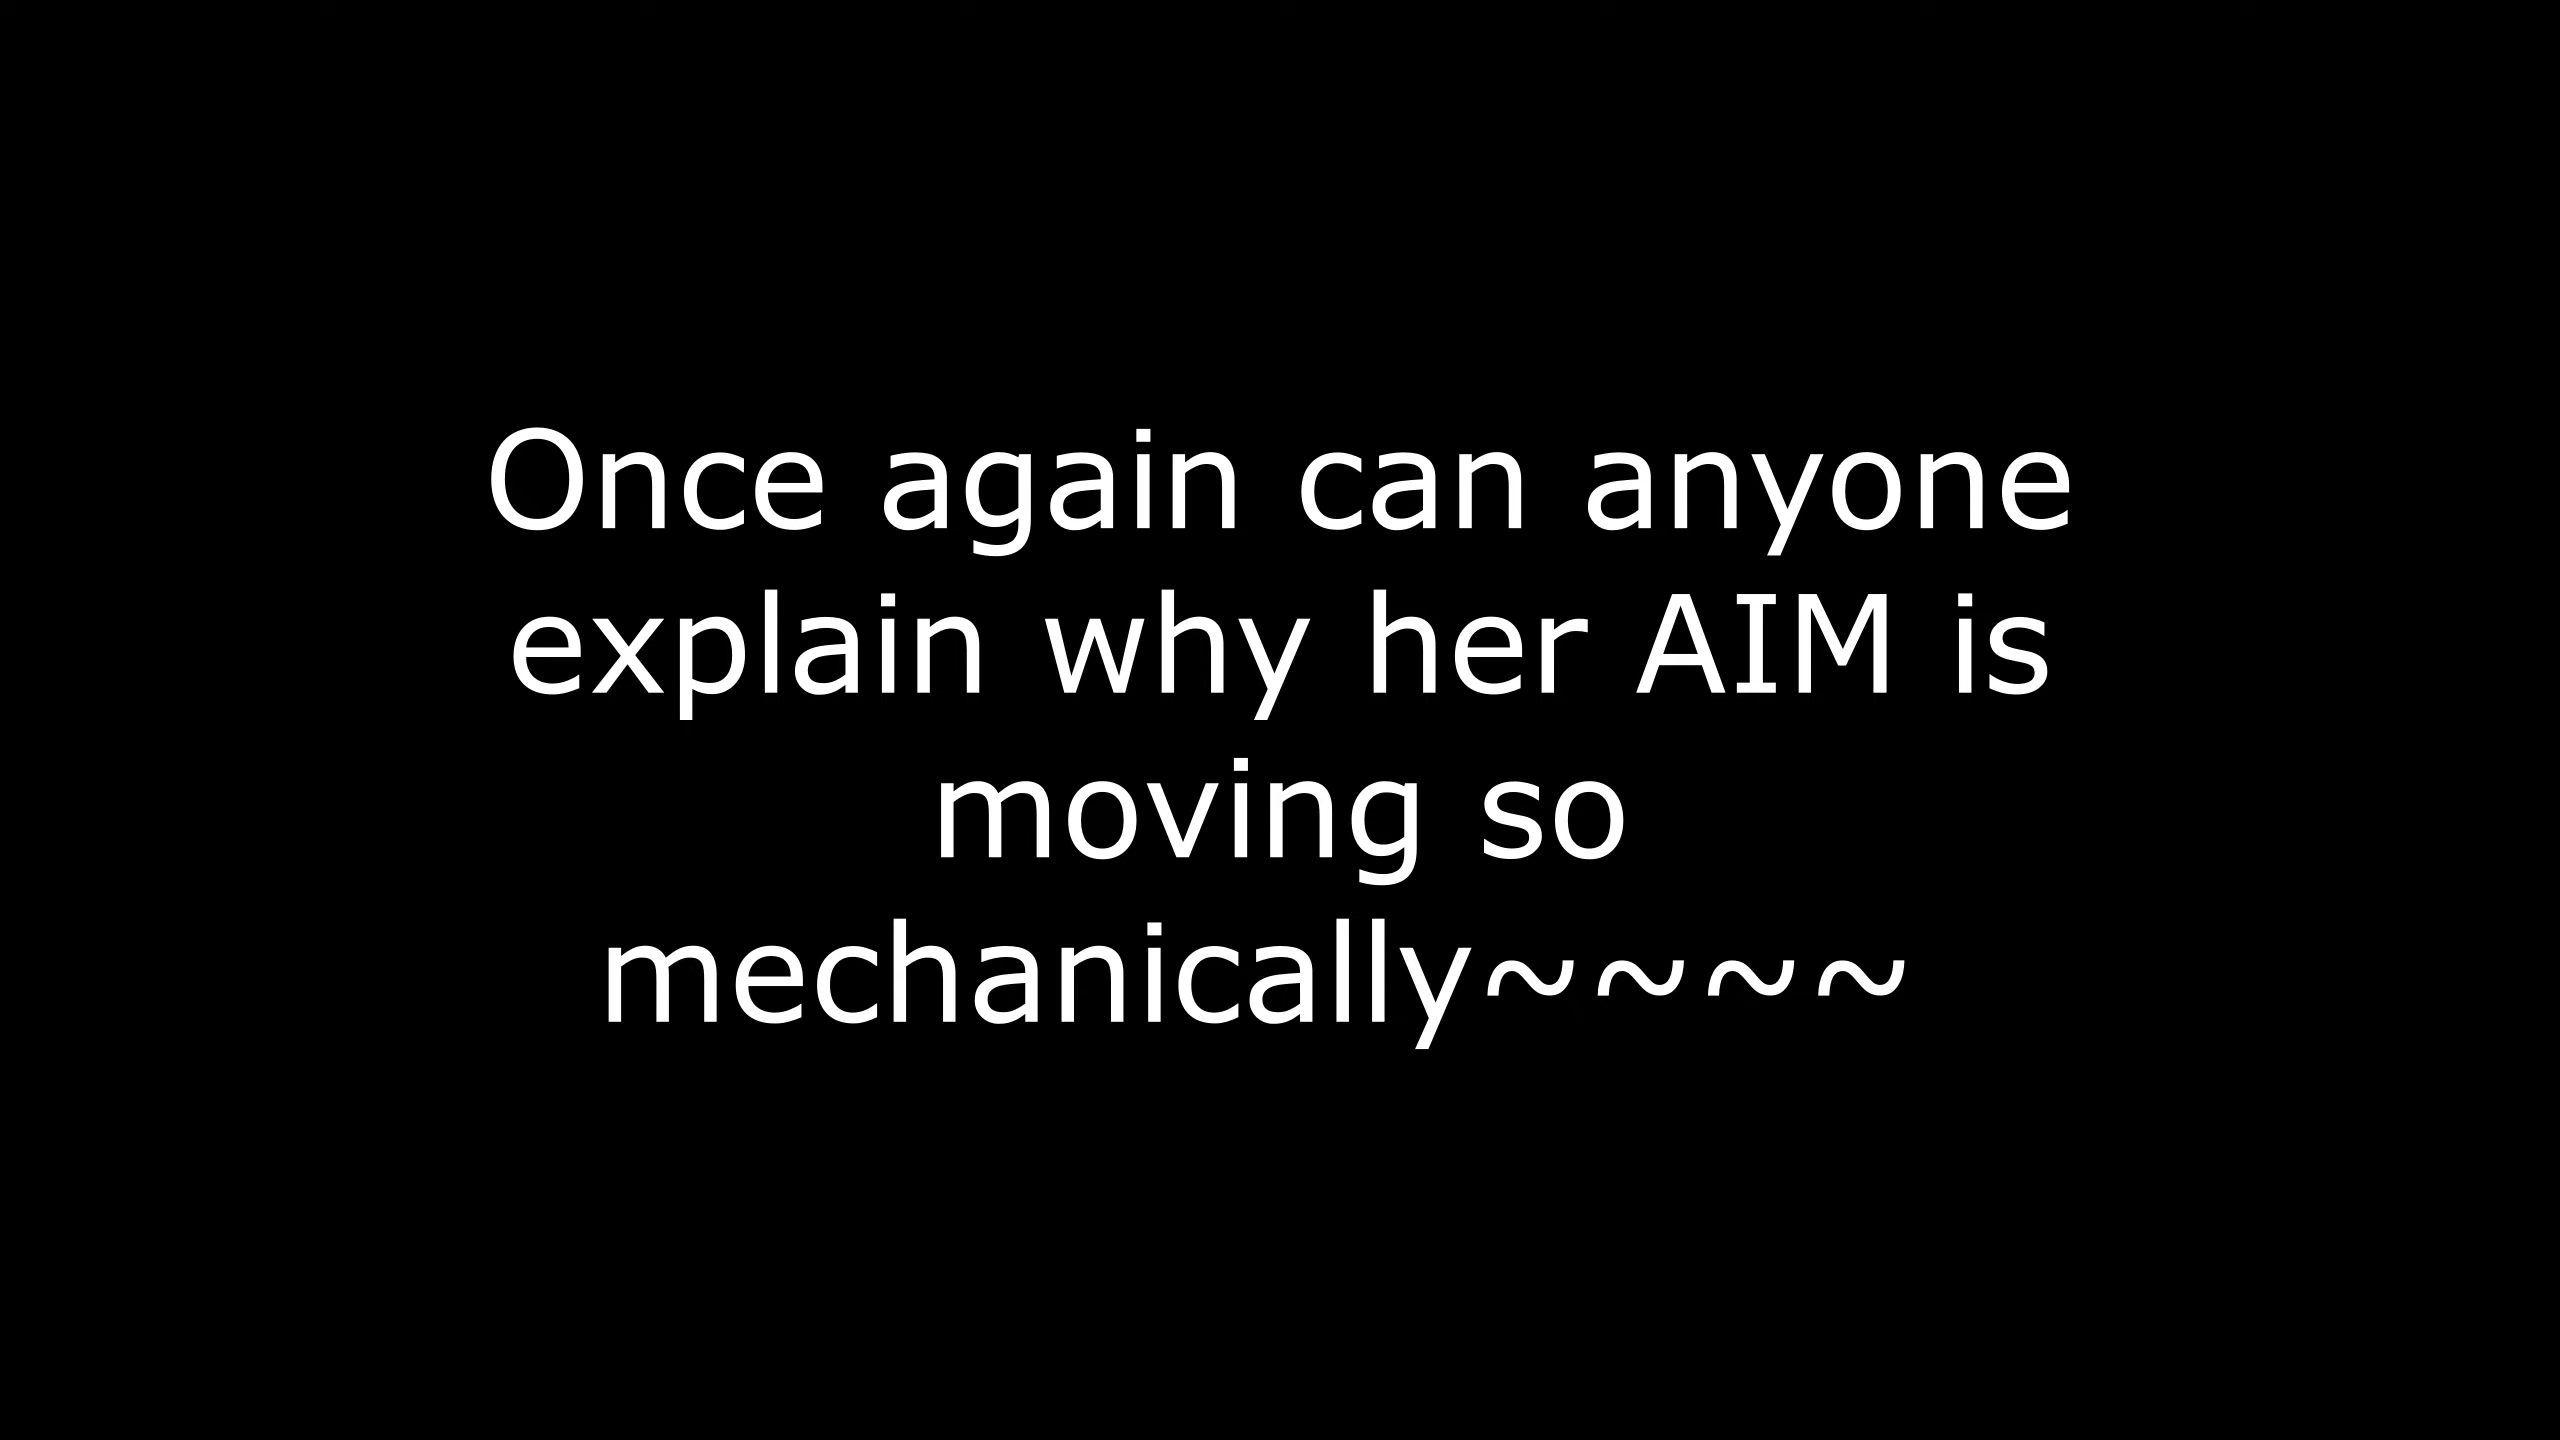 Once again can anyone
explain why her AIM is
moving so
mechanically~~~~